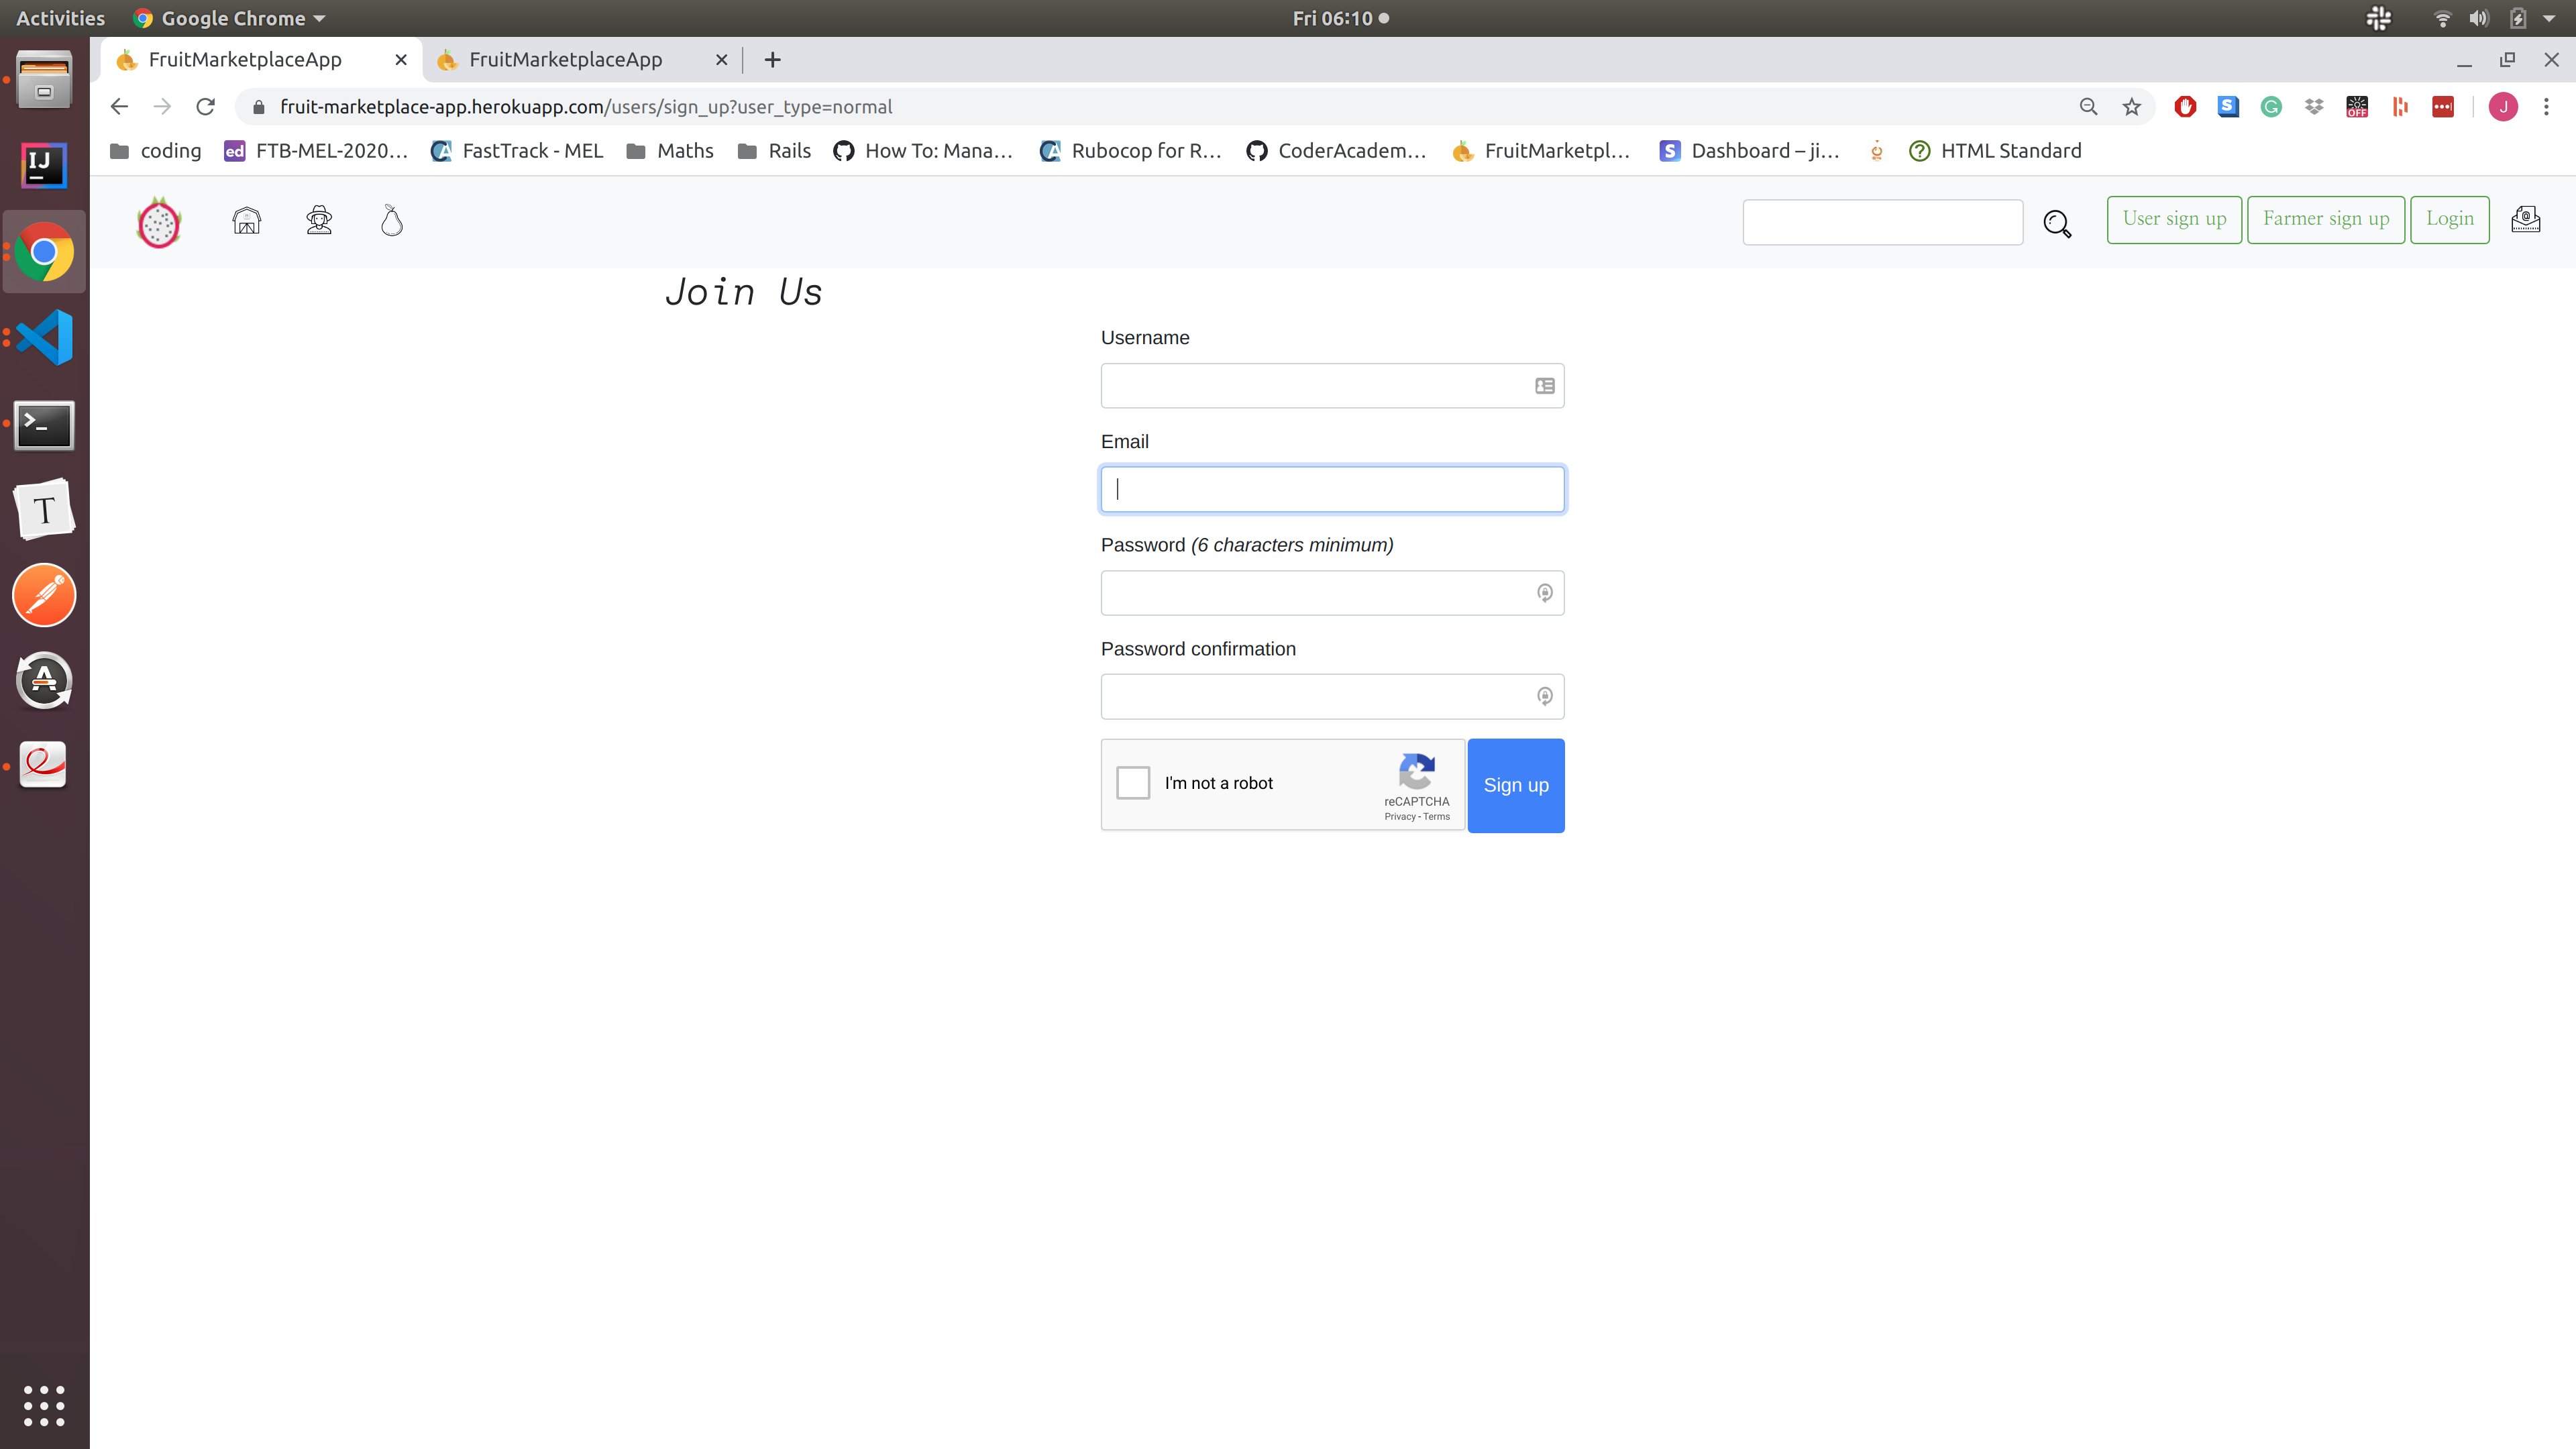 Activities Google Chrome Fri 06:10
FruitMarketplaceApp FruitMarketplaceApp
fruit-marketplace-app.herokuapp.com/users/sign_up?user_type=normal J
coding ed FTB-MEL-2020... FastTrack - MEL Maths Rails How To: Mana... Rubocop for R... CoderAcadem... FruitMarketpl... S Dashboard – ji... HTML Standard
User sign up Farmer sign up Login
Join Us
Username
Email
Password (6 characters minimum)
Password confirmation
I'm not a robot
reCAPTCHA
Privacy - Terms
Sign up